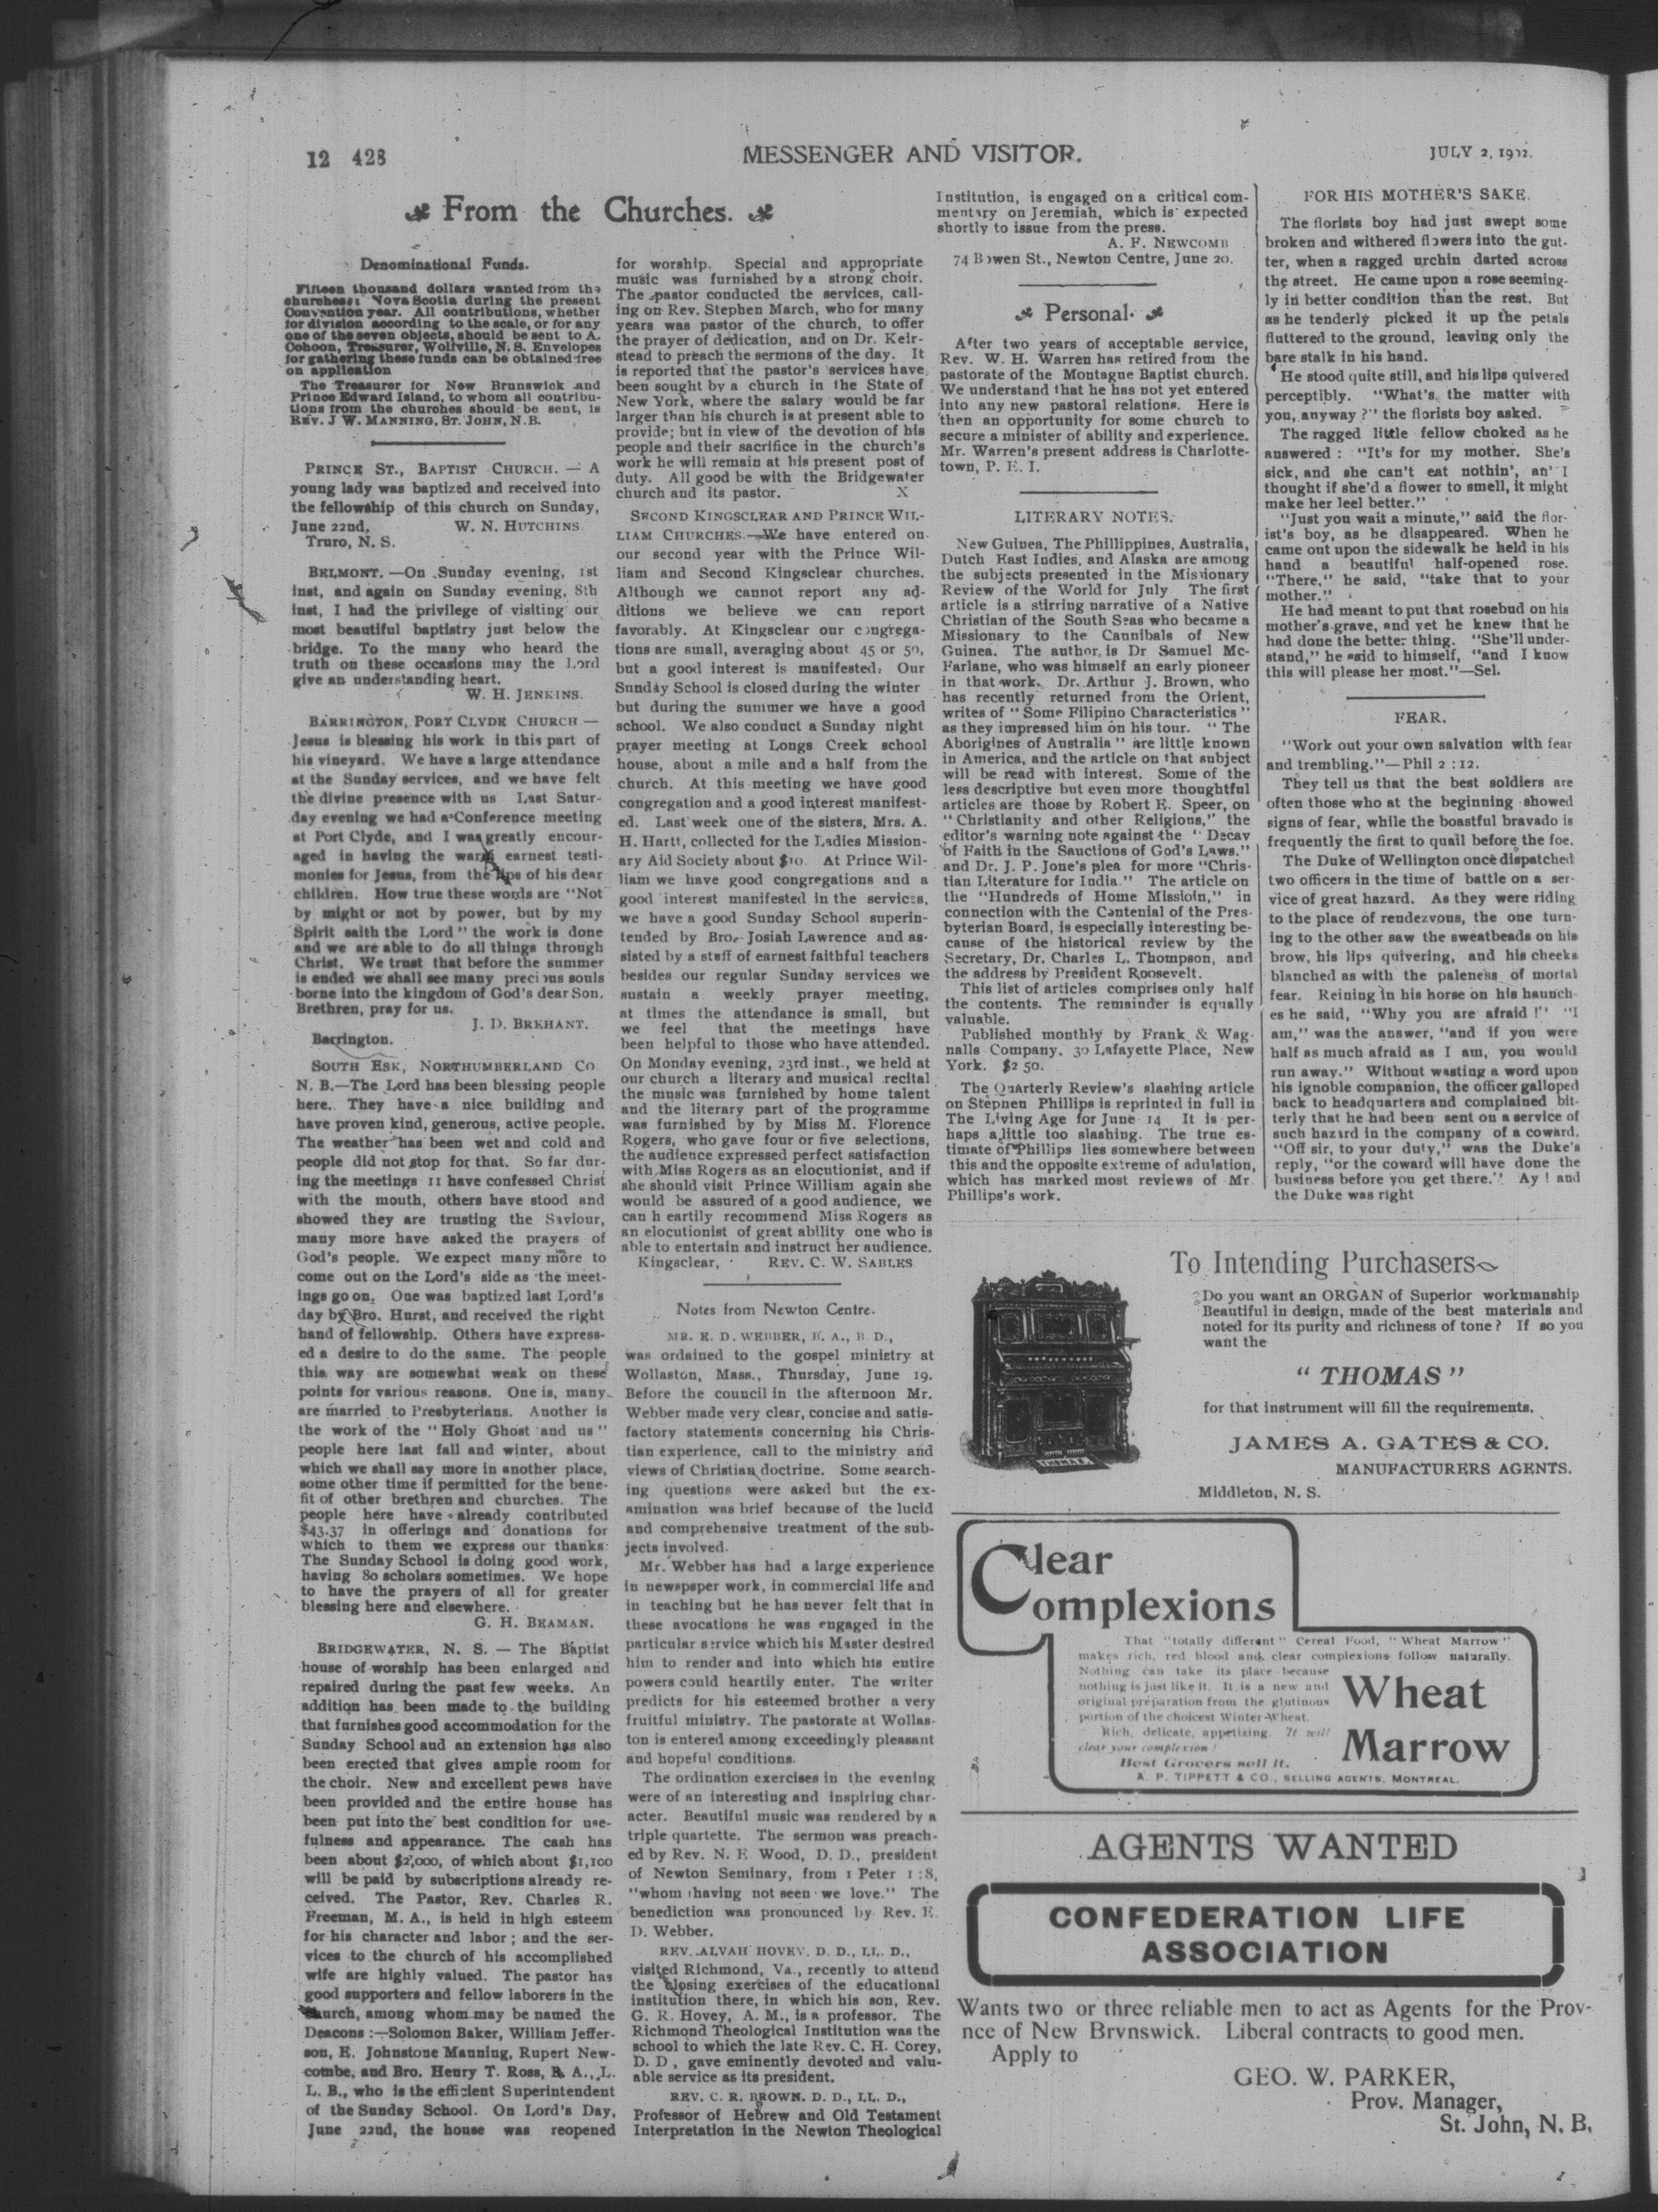 12 428
MESSENGER AND VISITOR.
JULY 2, 1902.
From the Churches.
Denominational Funds.
Fifteen thousand dollars wanted from the
churches of Nova Scotia during the present
Convention year. All contributions, whether
for division according to the scale, or for any
one of the seven objects, should be sent to A.
Cohoon, Treasurer, Wolfville, N. S. Envelopes
for gathering these funds can be obtained free
on application
The Treasurer for New Brunswick and
Prince Edward Island, to whom all contribu-
tions from the churches should be sent, is
REV. J W. MANNING, ST. JOHN, N.B.
PRINCE ST., BAPTIST CHURCH. — A
young lady was baptized and received into
the fellowship of this church on Sunday,
June 22nd, W. N. HUTCHINS
Truro, N. S.
BELMONT. —On Sunday evening, 1st
inst, and again on Sunday evening, 8th
inst, I had the privilege of visiting our
most beautiful baptistry just below the
bridge. To the many who heard the
truth on these occasions may the Lord
give an understanding heart.
W. H. JENKINS.
BARRINGTON, PORT CLYDE CHURCH —
Jesus is blessing his work in this part of
his vineyard. We have a large attendance
at the Sunday services, and we have felt
the divine presence with us Last Satur-
day evening we had a Conference meeting
at Port Clyde, and I was greatly encour-
aged in having the warm earnest testi-
monies for Jesus, from the lips of his dear
children. How true these words are "Not
by might or not by power, but by my
Spirit saith the Lord" the work is done
and we are able to do all things through
Christ. We trust that before the summer
is ended we shall see many precious souls
borne into the kingdom of God's dear Son.
Brethren, pray for us.
J. D. BREHANT.
Barrington.
SOUTH ESK, NORTHUMBERLAND CO
N. B.—The Lord has been blessing people
here. They have a nice building and
have proven kind, generous, active people.
The weather has been wet and cold and
people did not stop for that. So far dur-
ing the meetings 11 have confessed Christ
with the mouth, others have stood and
showed they are trusting the Saviour,
many more have asked the prayers of
God's people. We expect many more to
come out on the Lord's side as the meet-
ings go on. One was baptized last Lord's
day by Bro. Hurst, and received the right
hand of fellowship. Others have express-
ed a desire to do the same. The people
this way are somewhat weak on these
points for various reasons. One is, many
are married to Presbyterians. Another is
the work of the "Holy Ghost and us"
people here last fall and winter, about
which we shall say more in another place,
some other time if permitted for the bene-
fit of other brethren and churches. The
people here have already contributed
$43.37 in offerings and donations for
which to them we express our thanks
The Sunday School is doing good work,
having 80 scholars sometimes. We hope
to have the prayers of all for greater
blessing here and elsewhere.
G. H. BEAMAN.
BRIDGEWATER, N. S. — The Baptist
house of worship has been enlarged and
repaired during the past few weeks. An
addition has been made to the building
that furnishes good accommodation for the
Sunday School aud an extension has also
been erected that gives ample room for
the choir. New and excellent pews have
been provided and the entire house has
been put into the best condition for use-
fulness and appearance. The cash has
been about $2,000, of which about $1,100
will be paid by subscriptions already re-
ceived. The Pastor, Rev. Charles R.
Freeman, M. A., is held in high esteem
for his character and labor; and the ser-
vices to the church of his accomplished
wife are highly valued. The pastor has
good supporters and fellow laborers in the
church, among whom may be named the
Deacons:—Solomon Baker, William Jeffer-
son, E. Johnstone Manning, Rupert New-
combe, and Bro. Henry T. Ross, B. A., L.
L. B., who is the efficient Superintendent
of the Sunday School. On Lord's Day,
June 22nd, the house was reopened
for worship. Special and appropriate
music was furnished by a strong choir.
The pastor conducted the services, call-
ing on Rev. Stephen March, who for many
years was pastor of the church, to offer
the prayer of dedication, and on Dr. Keir-
stead to preach the sermons of the day. It
is reported that the pastor's services have
been sought by a church in the State of
New York, where the salary would be far
larger than his church is at present able to
provide; but in view of the devotion of his
people and their sacrifice in the church's
work he will remain at his present post of
duty. All good be with the Bridgewater
church and its pastor. X
SECOND KINGSCLEAR AND PRINCE WIL-
LIAM CHURCHES.—We have entered on
our second year with the Prince Wil-
liam and Second Kingsclear churches.
Although we cannot report any ad-
ditions we believe we can report
favorably. At Kingsclear our congrega-
tions are small, averaging about 45 or 50,
but a good interest is manifested. Our
Sunday School is closed during the winter
but during the summer we have a good
school. We also conduct a Sunday night
prayer meeting at Longs Creek school
house, about a mile and a half from the
church. At this meeting we have good
congregation and a good interest manifest-
ed. Last week one of the sisters, Mrs. A.
H. Hartt, collected for the Ladies Mission-
ary Aid Society about $10. At Prince Wil-
liam we have good congregations and a
good interest manifested in the services,
we have a good Sunday School superin-
tended by Bro. Josiah Lawrence and as-
sisted by a staff of earnest faithful teachers
besides our regular Sunday services we
sustain a weekly prayer meeting,
at times the attendance is small, but
we feel that the meetings have
been helpful to those who have attended.
On Monday evening, 23rd inst., we held at
our church a literary and musical recital
the music was furnished by home talent
and the literary part of the programme
was furnished by by Miss M. Florence
Rogers, who gave four or five selections,
the audience expressed perfect satisfaction
with Miss Rogers as an elocutionist, and if
she should visit Prince William again she
would be assured of a good audience, we
can h eartily recommend Miss Rogers as
an elocutionist of great ability one who is
able to entertain and instruct her audience.
Kingsclear, REV. C. W. SABLES
Notes from Newton Centre.
MR. E. D. WEBBER, B. A., B. D.,
was ordained to the gospel ministry at
Wollaston, Mass., Thursday, June 19.
Before the council in the afternoon Mr.
Webber made very clear, concise and satis-
factory statements concerning his Chris-
tian experience, call to the ministry and
views of Christian doctrine. Some search-
ing questions were asked but the ex-
amination was brief because of the lucid
and comprehensive treatment of the sub-
jects involved.
Mr. Webber has had a large experience
in newspaper work, in commercial life and
in teaching but he has never felt that in
these avocations he was engaged in the
particular service which his Master desired
him to render and into which his entire
powers could heartily enter. The writer
predicts for his esteemed brother a very
fruitful ministry. The pastorate at Wollas-
ton is entered among exceedingly pleasant
and hopeful conditions.
The ordination exercises in the evening
were of an interesting and inspiring char-
acter. Beautiful music was rendered by a
triple quartette. The sermon was preach-
ed by Rev. N. E Wood, D. D., president
of Newton Seminary, from 1 Peter 1:8,
"whom having not seen we love." The
benediction was pronounced by Rev. E.
D. Webber.
REV. ALVAH HOVEY, D. D., LL. D.,
visited Richmond, Va., recently to attend
the closing exercises of the educational
institution there, in which his son, Rev.
G. R. Hovey, A. M., is a professor. The
Richmond Theological Institution was the
school to which the late Rev. C. H. Corey,
D. D, gave eminently devoted and valu-
able service as its president.
REV. C. R. BROWN. D. D., LL. D.,
Professor of Hebrew and Old Testament
Interpretation in the Newton Theological
Institution, is engaged on a critical com-
mentary on Jeremiah, which is expected
shortly to issue from the press.
A. F. NEWCOMB
74 Bowen St., Newton Centre, June 20.
Personal.
After two years of acceptable service,
Rev. W. H. Warren has retired from the
pastorate of the Montague Baptist church.
We understand that he has not yet entered
into any new pastoral relations. Here is
then an opportunity for some church to
secure a minister of ability and experience.
Mr. Warren's present address is Charlotte-
town, P. E. I.
LITERARY NOTES.
New Guinea, The Phillippines, Australia,
Dutch East Indies, and Alaska are among
the subjects presented in the Missionary
Review of the World for July The first
article is a stirring narrative of a Native
Christian of the South Seas who became a
Missionary to the Cannibals of New
Guinea. The author is Dr Samuel Mc-
Farlane, who was himself an early pioneer
in that work. Dr. Arthur J. Brown, who
has recently returned from the Orient,
writes of "Some Filipino Characteristics"
as they impressed him on his tour. "The
Aborigines of Australia" are little known
in America, and the article on that subject
will be read with interest. Some of the
less descriptive but even more thoughtful
articles are those by Robert E. Speer, on
"Christianity and other Religions," the
editor's warning note against the "Decay
of Faith in the Sauctions of God's Laws."
and Dr. J. P. Jone's plea for more "Chris-
tian Literature for India." The article on
the "Hundreds of Home Missioin," in
connection with the Centenial of the Pres-
byterian Board, is especially interesting be-
cause of the historical review by the
Secretary, Dr. Charles L. Thompson, and
the address by President Roosevelt.
This list of articles comprises only half
the contents. The remainder is equally
valuable.
Published monthly by Frank & Wag-
nalls Company, 30 Lafayette Place, New
York. $2 50.
The Quarterly Review's slashing article
on Stephen Phillips is reprinted in full in
The Living Age for June 14 It is per-
haps a little too slashing. The true es-
timate of Phillips lies somewhere between
this and the opposite extreme of adulation,
which has marked most reviews of Mr.
Phillips's work.
FOR HIS MOTHER'S SAKE.
The florists boy had just swept some
broken and withered flowers into the gut-
ter, when a ragged urchin darted across
the street. He came upon a rose seeming-
ly in better condition than the rest. But
as he tenderly picked it up the petals
fluttered to the ground, leaving only the
bare stalk in his hand.
He stood quite still, and his lips quivered
perceptibly. "What's the matter with
you, anyway?" the florists boy asked.
The ragged little fellow choked as he
answered: "It's for my mother. She's
sick, and she can't eat nothin', an' I
thought if she'd a flower to smell, it might
make her leel better."
"Just you wait a minute," said the flor-
ist's boy, as he disappeared. When he
came out upon the sidewalk he held in his
hand a beautiful half-opened rose.
"There," he said, "take that to your
mother."
He had meant to put that rosebud on his
mother's grave, and yet he knew that he
had done the better thing. "She'll under-
stand," he said to himself, "and I know
this will please her most."—Sel.
FEAR.
"Work out your own salvation with fear
and trembling."—Phil 2:12.
They tell us that the best soldiers are
often those who at the beginning showed
signs of fear, while the boastful bravado is
frequently the first to quail before the foe.
The Duke of Wellington once dispatched
two officers in the time of battle on a ser-
vice of great hazard. As they were riding
to the place of rendezvous, the one turn-
ing to the other saw the sweatbeads on his
brow, his lips quivering, and his cheeks
blanched as with the paleness of mortal
fear. Reining in his horse on his haunch-
es he said, "Why you are afraid!" "I
am," was the answer, "and if you were
half as much afraid as I am, you would
run away." Without wasting a word upon
his ignoble companion, the officer galloped
back to headquarters and complained bit-
terly that he had been sent on a service of
such hazard in the company of a coward.
"Off sir, to your duty," was the Duke's
reply, "or the coward will have done the
business before you get there." Ay! and
the Duke was right
To Intending Purchasers
Do you want an ORGAN of Superior workmanship
Beautiful in design, made of the best materials and
noted for its purity and richness of tone? If so you
want the
"THOMAS"
for that instrument will fill the requirements.
JAMES A. GATES & CO.
MANUFACTURERS AGENTS.
Middleton, N. S.
THOMAS
Clear
Complexions
That "totally different" Cereal Food, "Wheat Marrow"
makes rich, red blood and clear complexions follow naturally.
Nothing can take its place because
nothing is just like it. It is a new and
original preparation from the glutinous
portion of the choicest Winter-Wheat.
Rich, delicate, appetizing. It will
clear your complexion!
Best Grocers sell it.
Wheat
Marrow
A. P. TIPPETT & CO., SELLING AGENTS, MONTREAL.
AGENTS WANTED
CONFEDERATION LIFE
ASSOCIATION
Wants two or three reliable men to act as Agents for the Prov-
nce of New Brvnswick. Liberal contracts to good men.
Apply to
GEO. W. PARKER,
Prov. Manager,
St. John, N. B.